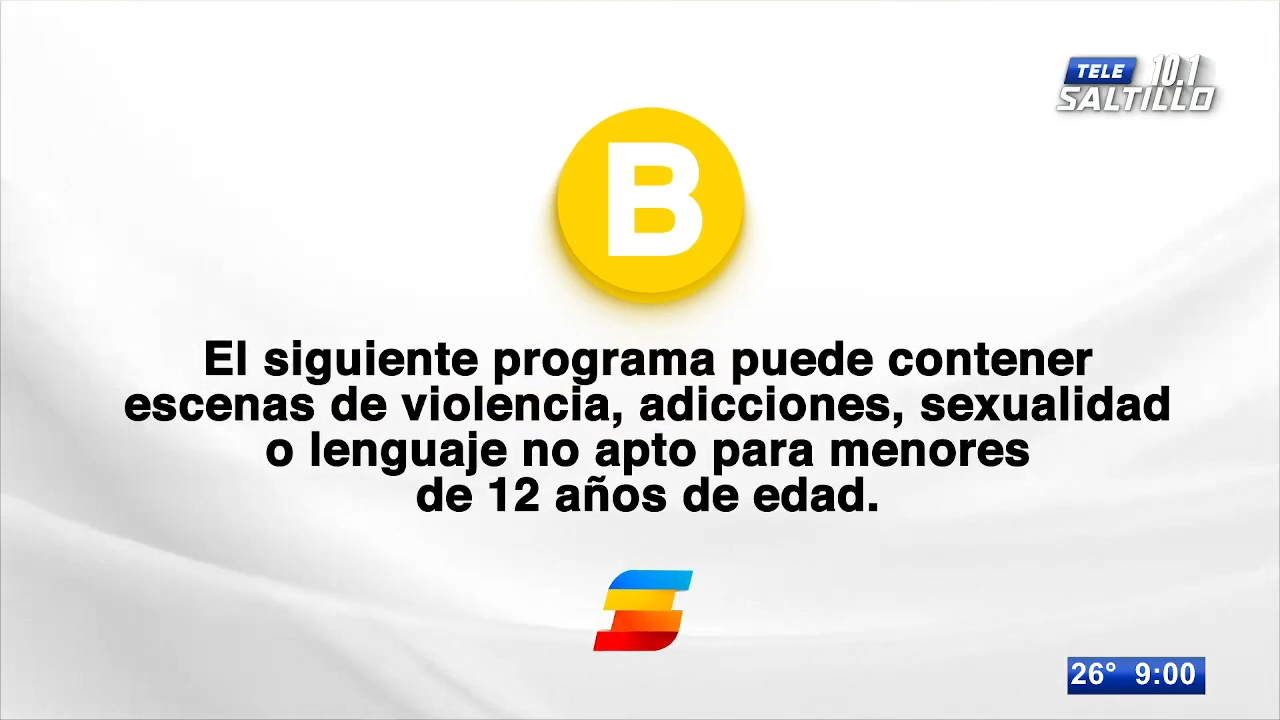 TELE 10.1
SALTILLO
B
El siguiente programa puede contener
escenas de violencia, adicciones, sexualidad
o lenguaje no apto para menores
de 12 años de edad.
26° 9:00